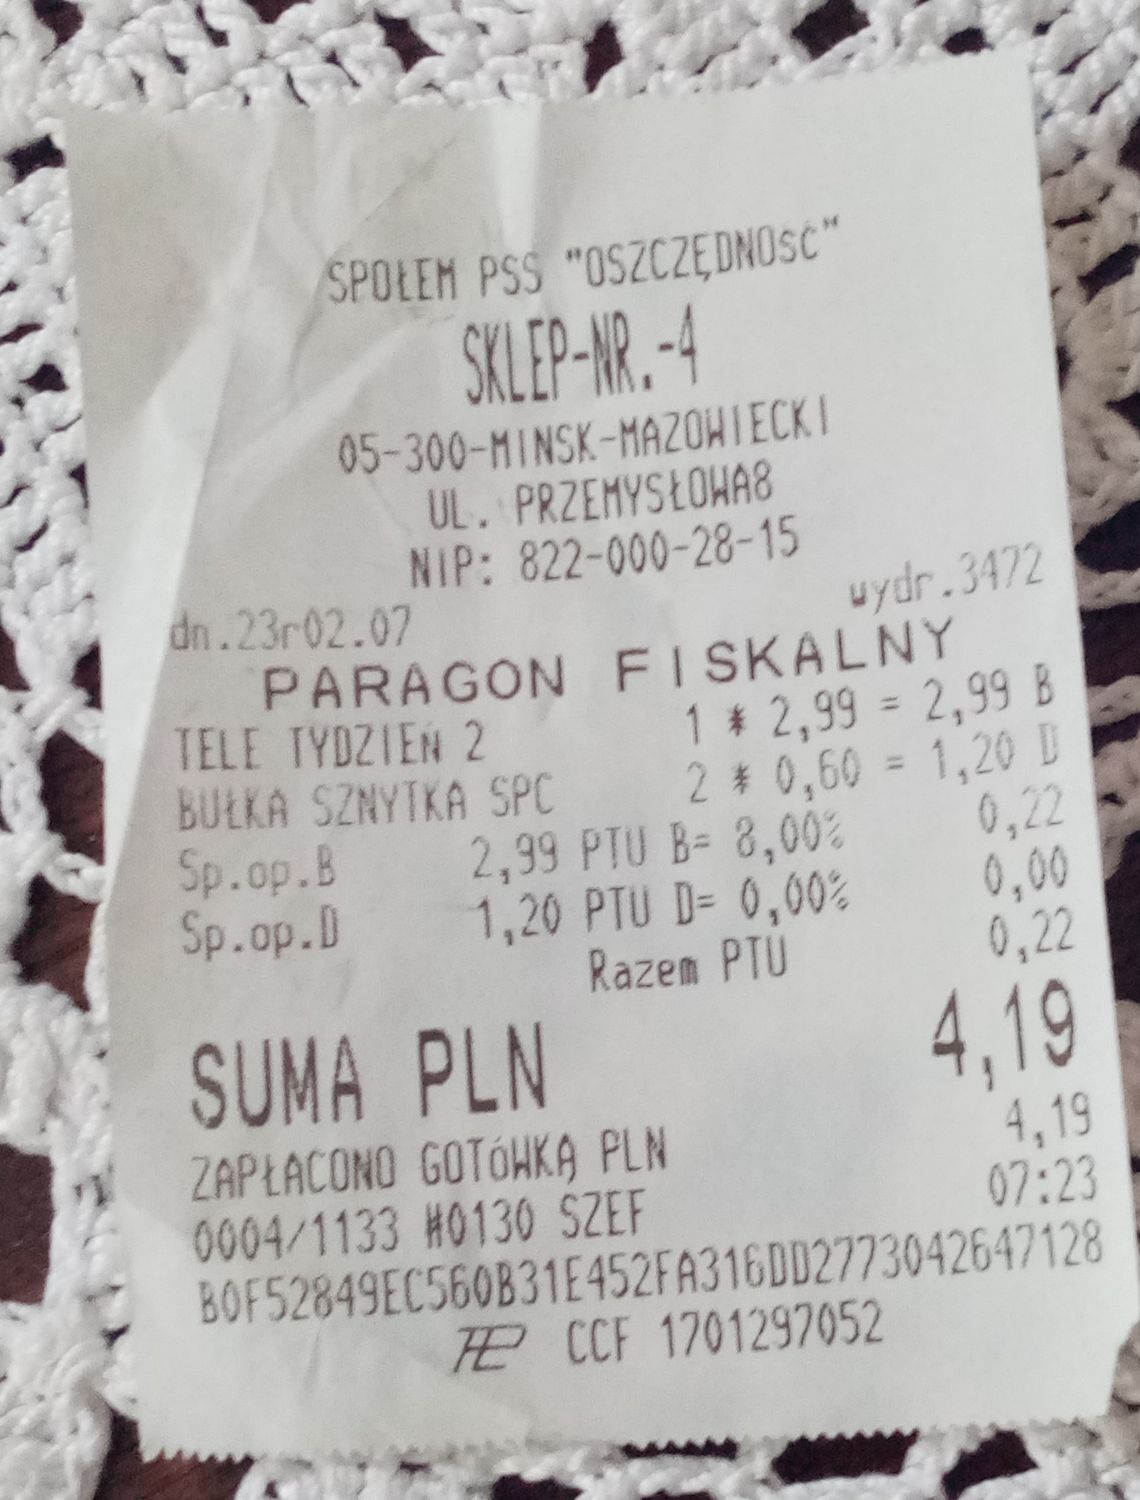 SPOŁEM PSS "OSZCZĘDNOŚĆ"
SKLEP-NR.-4
05-300-MINSK-MAZOWIECKI
UL. PRZEMYSŁOWA8
NIP: 822-000-28-15
dn.23r02.07 wydr.3472
PARAGON FISKALNY
TELE TYDZIEŃ 2 1 * 2,99 = 2,99 B
BUŁKA SZNYTKA SPC 2 * 0,60 = 1,20 D
Sp.op.B 2,99 PTU B= 8,00% 0,22
Sp.op.D 1,20 PTU D= 0,00% 0,00
Razem PTU 0,22
SUMA PLN 4,19
ZAPŁACONO GOTÓWKĄ PLN 4,19
0004/1133 #0130 SZEF 07:23
B0F52849EC560B31E452FA316DD2773042647128
CCF 1701297052